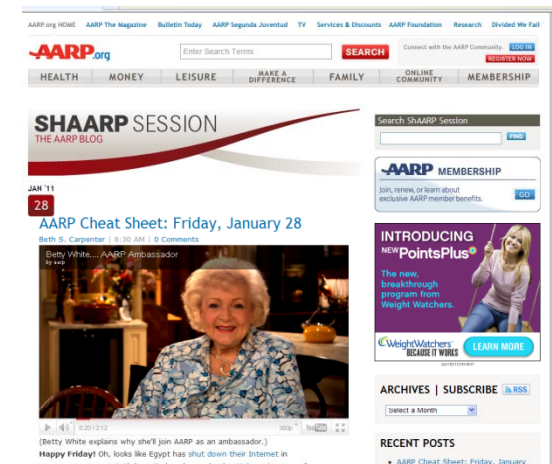 AARP.org HOME AARP The Magazine Bulletin Today AARP Segunda Juventud TV Services & Discounts AARP Foundation Research Divided We Fail
AARP.org
Enter Search Terms
SEARCH
Connect with the AARP Community.
LOG IN
REGISTER NOW
HEALTH MONEY LEISURE MAKE A DIFFERENCE FAMILY ONLINE COMMUNITY MEMBERSHIP
SHAARP SESSION
THE AARP BLOG
JAN '11
28
AARP Cheat Sheet: Friday, January 28
Beth S. Carpenter | 8:30 AM | 0 Comments
Betty White.... AARP Ambassador
by aarp
0:20 / 2:12
360p
YouTube
(Betty White explains why she'll join AARP as an ambassador.)
Happy Friday! Oh, looks like Egypt has shut down their Internet in
Search ShAARP Session
FIND
AARP MEMBERSHIP
Join, renew, or learn about
exclusive AARP member benefits.
GO
INTRODUCING
NEW PointsPlus
The new,
breakthrough
program from
Weight Watchers.
WeightWatchers
BECAUSE IT WORKS
LEARN MORE
ADVERTISEMENT
ARCHIVES | SUBSCRIBE
RSS
Select a Month
RECENT POSTS
AARP Cheat Sheet: Friday, January